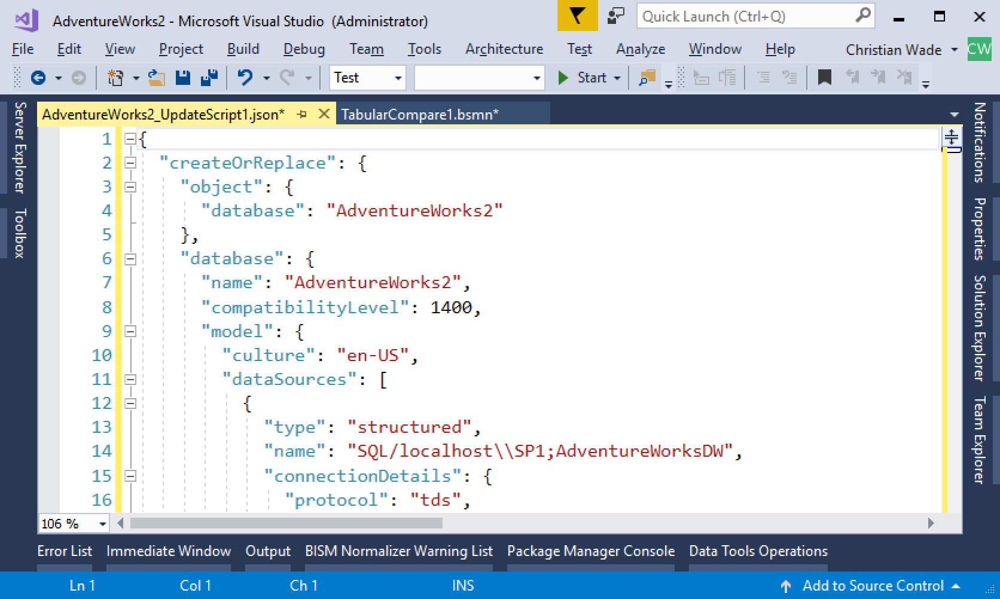 AdventureWorks2 - Microsoft Visual Studio (Administrator)
Quick Launch (Ctrl+Q)
File Edit View Project Build Debug Team Tools Architecture Test Analyze Window Help Christian Wade CW
Test Start
Server Explorer
Toolbox
AdventureWorks2_UpdateScript1.json* TabularCompare1.bsmn*
1 {
2 "createOrReplace": {
3 "object": {
4 "database": "AdventureWorks2"
5 },
6 "database": {
7 "name": "AdventureWorks2",
8 "compatibilityLevel": 1400,
9 "model": {
10 "culture": "en-US",
11 "dataSources": [
12 {
13 "type": "structured",
14 "name": "SQL/localhost\\SP1;AdventureWorksDW",
15 "connectionDetails": {
16 "protocol": "tds",
106 %
Notifications
Properties
Solution Explorer
Team Explorer
Error List Immediate Window Output BISM Normalizer Warning List Package Manager Console Data Tools Operations
Ln 1 Col 1 Ch 1 INS Add to Source Control